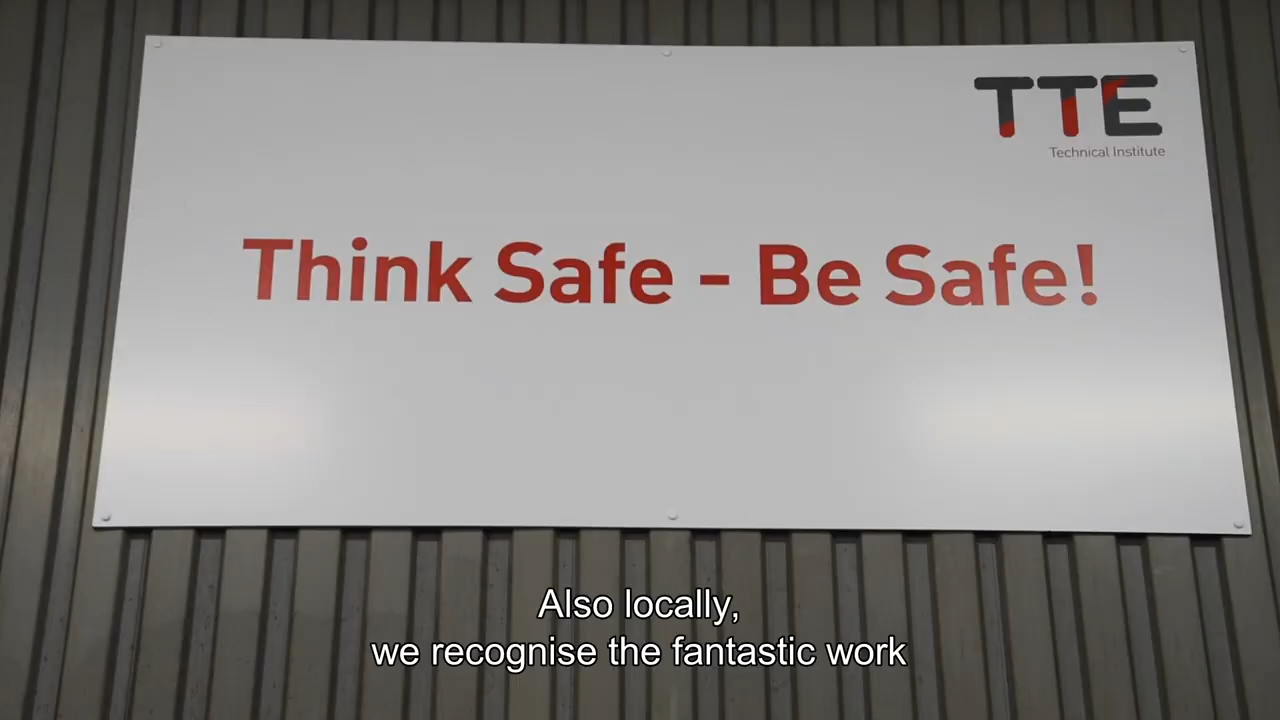 TTE
Technical Institute
Think Safe - Be Safe!
Also locally,
we recognise the fantastic work